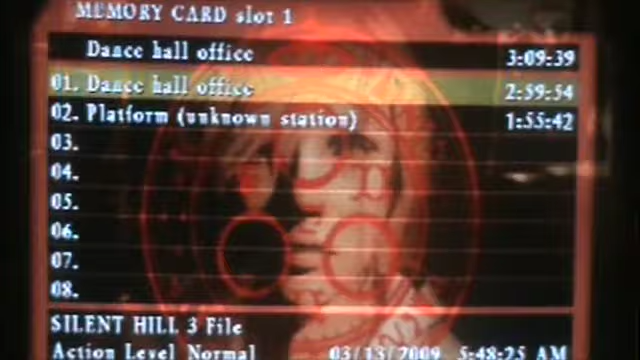 MEMORY CARD slot 1
Dance hall office 3:09:39
01. Dance hall office 2:59:54
02. Platform (unknown station) 1:55:42
03.
04.
05.
06.
07.
08.
SILENT HILL 3 File
Action Level Normal 03/13/2009 5:48:25 AM